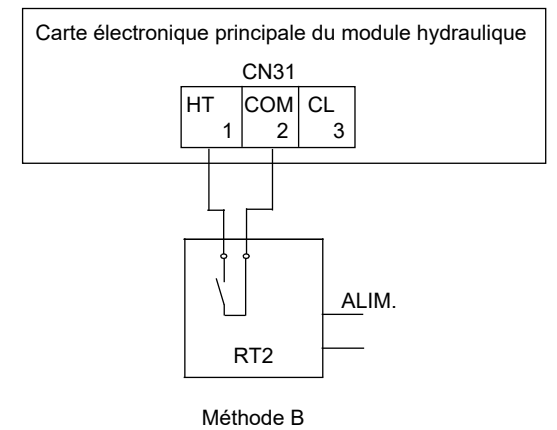 Carte électronique principale du module hydraulique
CN31
HT COM CL
1 2 3
ALIM.
RT2
Méthode B